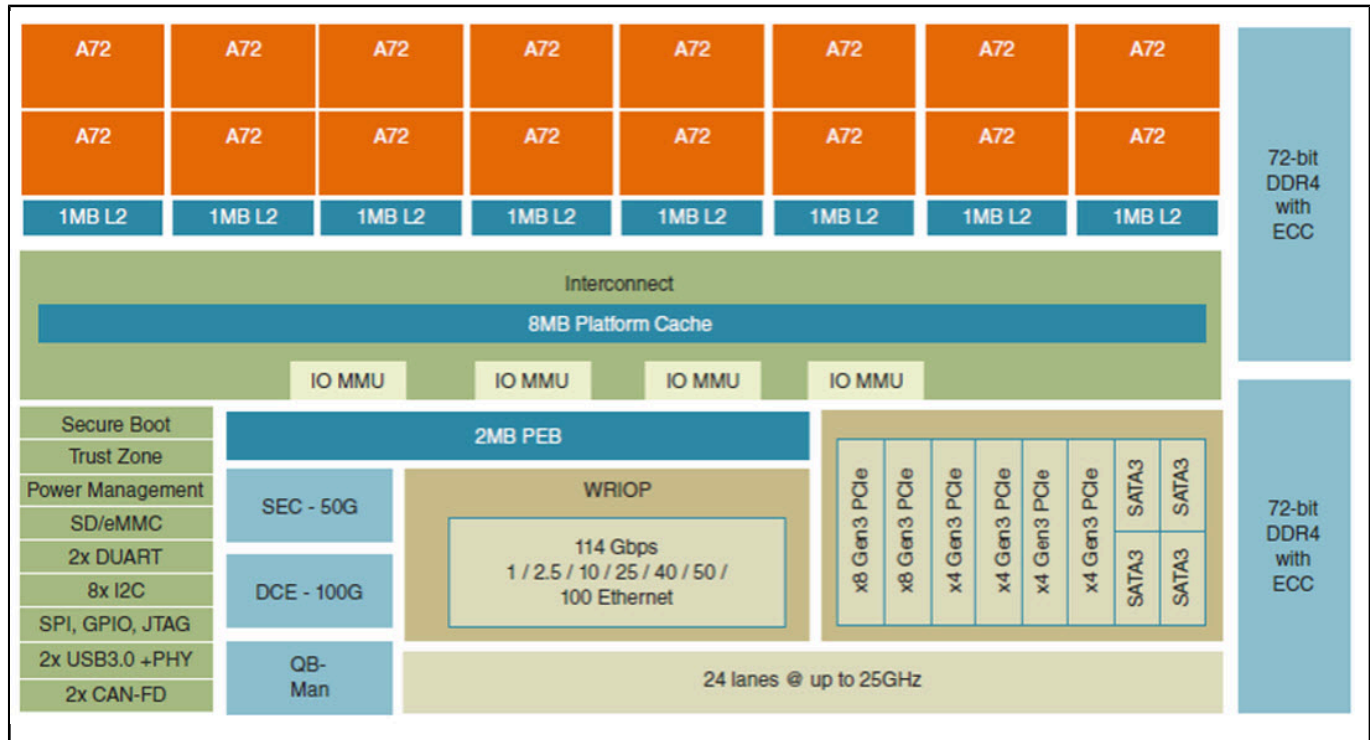 A72 A72 A72 A72 A72 A72 A72 A72
A72 A72 A72 A72 A72 A72 A72 A72
1MB L2 1MB L2 1MB L2 1MB L2 1MB L2 1MB L2 1MB L2 1MB L2
72-bit
DDR4
with
ECC
Interconnect
8MB Platform Cache
IO MMU IO MMU IO MMU IO MMU
Secure Boot
Trust Zone
Power Management
SD/eMMC
2x DUART
8x I2C
SPI, GPIO, JTAG
2x USB3.0 +PHY
2x CAN-FD
2MB PEB
SEC - 50G
DCE - 100G
QB-
Man
WRIOP
114 Gbps
1 / 2.5 / 10 / 25 / 40 / 50 /
100 Ethernet
x8 Gen3 PCIe
x8 Gen3 PCIe
x4 Gen3 PCIe
x4 Gen3 PCIe
x4 Gen3 PCIe
x4 Gen3 PCIe
SATA3
SATA3
SATA3
SATA3
24 lanes @ up to 25GHz
72-bit
DDR4
with
ECC